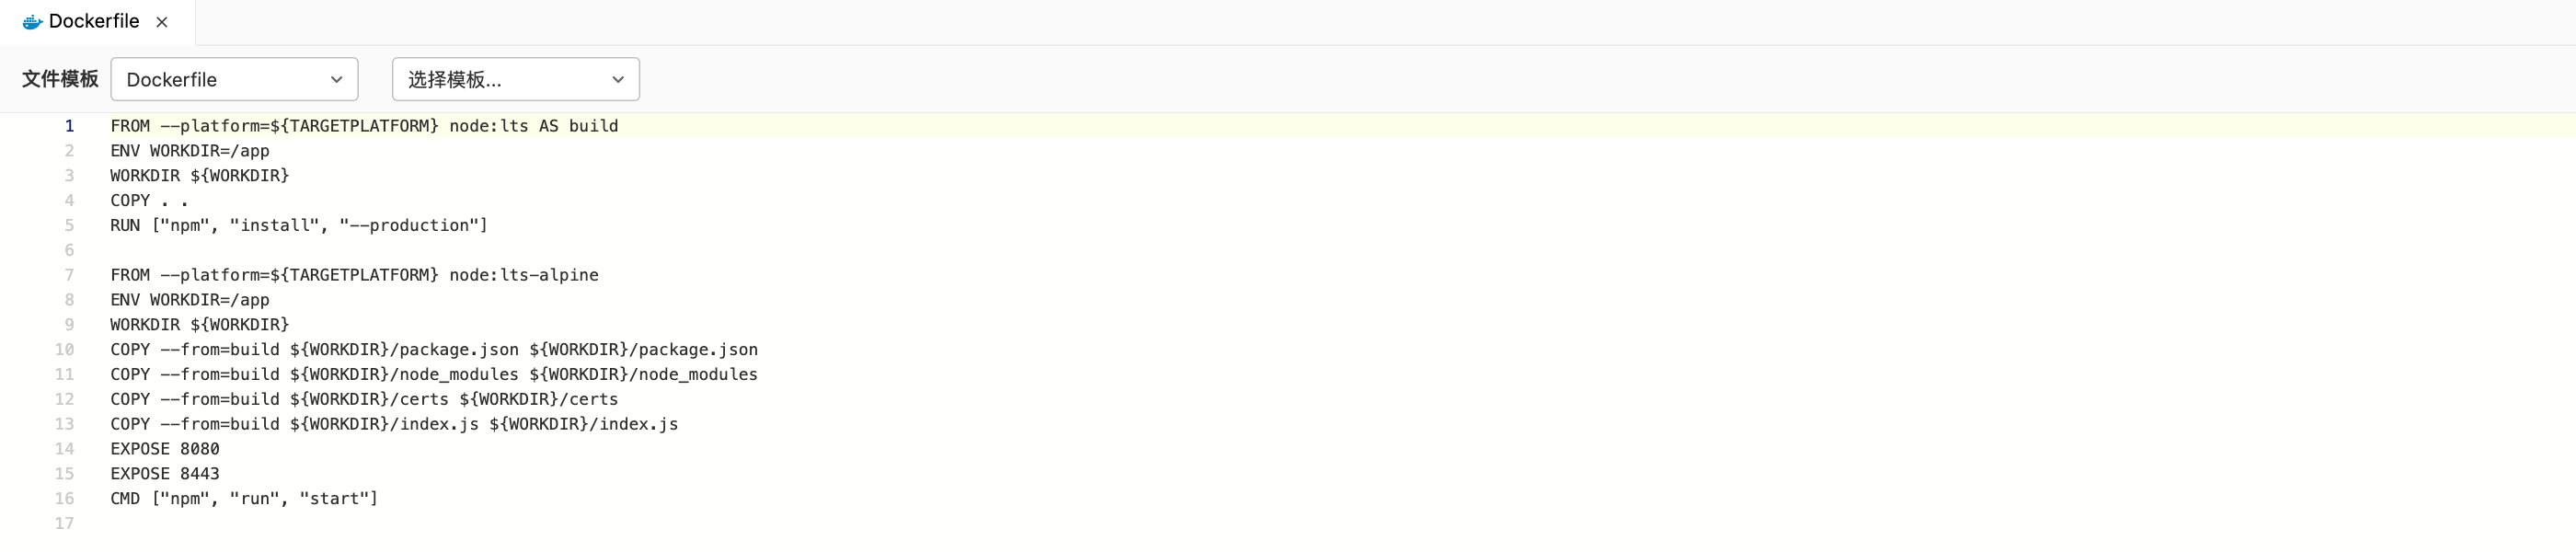 Dockerfile ×
文件模板 Dockerfile 选择模板...
1 FROM --platform=${TARGETPLATFORM} node:lts AS build
2 ENV WORKDIR=/app
3 WORKDIR ${WORKDIR}
4 COPY . .
5 RUN ["npm", "install", "--production"]
6
7 FROM --platform=${TARGETPLATFORM} node:lts-alpine
8 ENV WORKDIR=/app
9 WORKDIR ${WORKDIR}
10 COPY --from=build ${WORKDIR}/package.json ${WORKDIR}/package.json
11 COPY --from=build ${WORKDIR}/node_modules ${WORKDIR}/node_modules
12 COPY --from=build ${WORKDIR}/certs ${WORKDIR}/certs
13 COPY --from=build ${WORKDIR}/index.js ${WORKDIR}/index.js
14 EXPOSE 8080
15 EXPOSE 8443
16 CMD ["npm", "run", "start"]
17